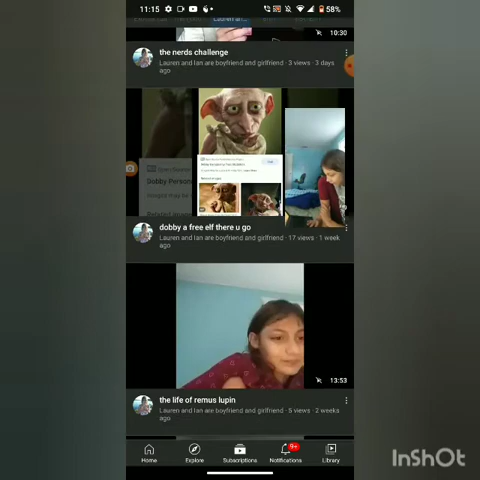 11:15
58%
Lauren an...
10:30
the nerds challenge
Lauren and Ian are boyfriend and girlfriend · 3 views · 3 days
ago
dobby a free elf there u go
Lauren and Ian are boyfriend and girlfriend · 17 views · 1 week
ago
13:53
the life of remus lupin
Lauren and Ian are boyfriend and girlfriend · 5 views · 2 weeks
ago
9+
Home Explore Subscriptions Notifications Library
InShOt